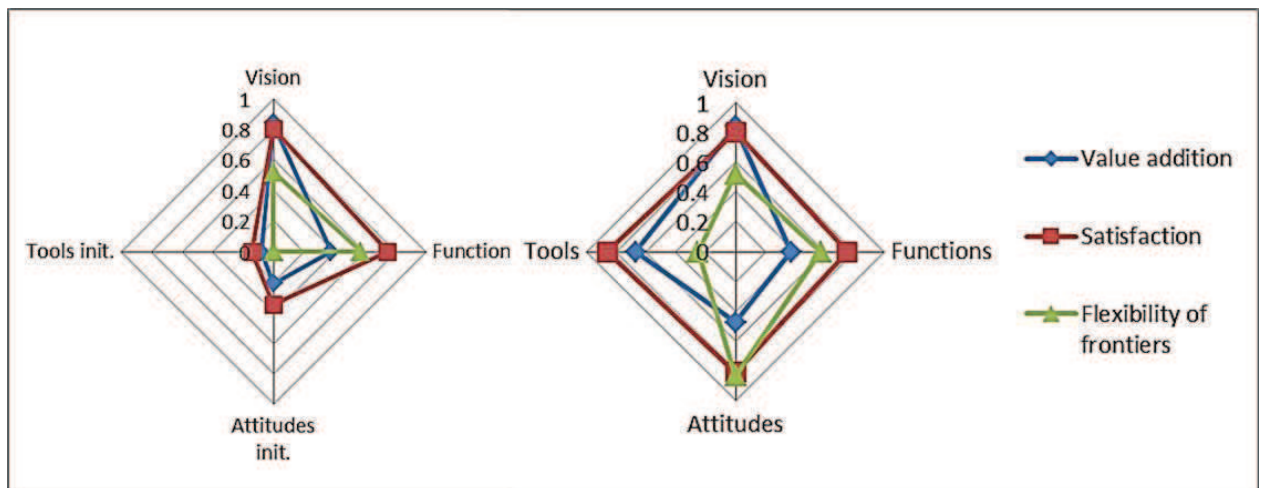 Vision
1
0.8
0.6
0.4
0.2
0
Tools init.
Function
Attitudes
init.
Vision
1
0.8
0.6
0.4
0.2
0
Tools
Functions
Attitudes
Value addition
Satisfaction
Flexibility of
frontiers